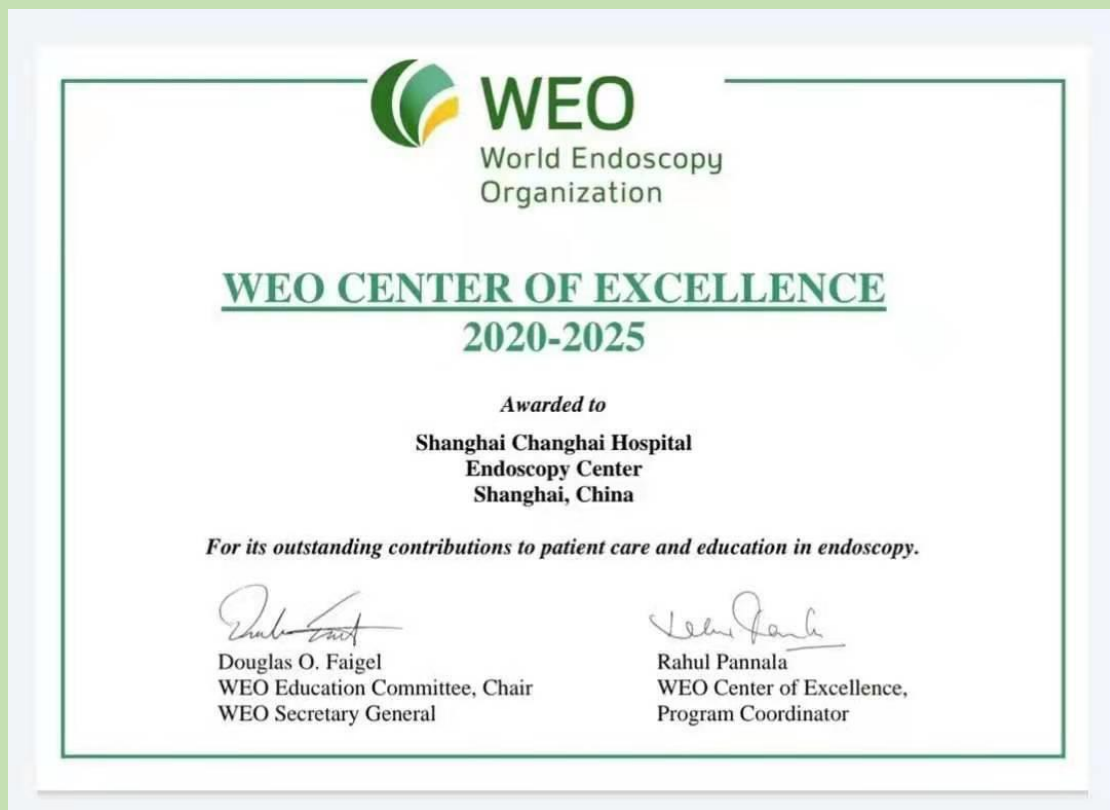 WEO
World Endoscopy
Organization
WEO CENTER OF EXCELLENCE
2020-2025
Awarded to
Shanghai Changhai Hospital
Endoscopy Center
Shanghai, China
For its outstanding contributions to patient care and education in endoscopy.
Douglas O. Faigel
WEO Education Committee, Chair
WEO Secretary General
Rahul Pannala
WEO Center of Excellence,
Program Coordinator